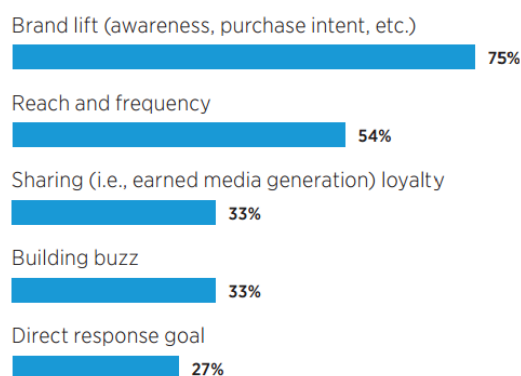 Brand lift (awareness, purchase intent, etc.)
75%
Reach and frequency
54%
Sharing (i.e., earned media generation) loyalty
33%
Building buzz
33%
Direct response goal
27%